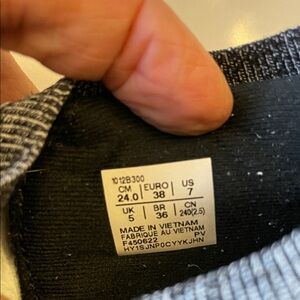 1012B300
CM EURO US
24.0 38 7
UK BR CN
5 36 240(2.5)
MADE IN VIETNAM
FABRIQUE AU VIETNAM
F450622 PV
HY1SJNP0CYYKJHN